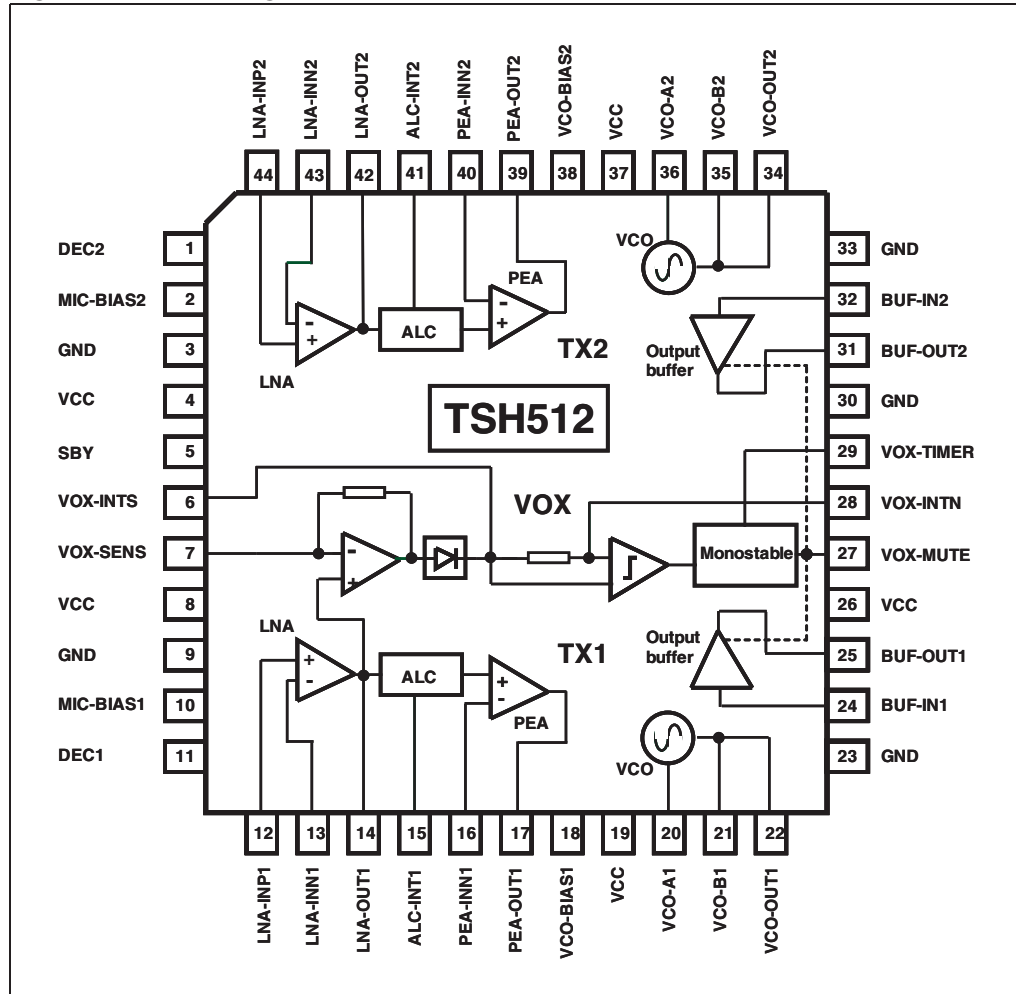 LNA-INP2
LNA-INN2
LNA-OUT2
ALC-INT2
PEA-INN2
PEA-OUT2
VCO-BIAS2
VCC
VCO-A2
VCO-B2
VCO-OUT2
44 43 42 41 40 39 38 37 36 35 34
DEC2 1
MIC-BIAS2 2
GND 3
VCC 4
SBY 5
VOX-INTS 6
VOX-SENS 7
VCC 8
GND 9
MIC-BIAS1 10
DEC1 11
33 GND
32 BUF-IN2
31 BUF-OUT2
30 GND
29 VOX-TIMER
28 VOX-INTN
27 VOX-MUTE
26 VCC
25 BUF-OUT1
24 BUF-IN1
23 GND
VCO
PEA
-
+
-
+
ALC
LNA
TX2
Output
buffer
TSH512
VOX
-
+
Monostable
LNA
+
-
ALC
+
-
PEA
TX1
Output
buffer
VCO
12 13 14 15 16 17 18 19 20 21 22
LNA-INP1
LNA-INN1
LNA-OUT1
ALC-INT1
PEA-INN1
PEA-OUT1
VCO-BIAS1
VCC
VCO-A1
VCO-B1
VCO-OUT1